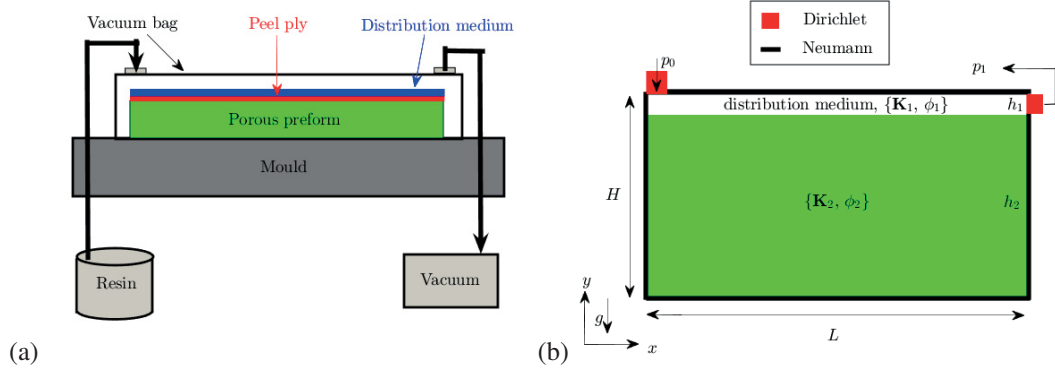 Vacuum bag
Peel ply
Distribution medium
Porous preform
Mould
Resin
Vacuum
(a)
Dirichlet
Neumann
p₀
p₁
distribution medium, {K₁, ϕ₁}
h₁
H
{K₂, ϕ₂}
h₂
y
g
x
L
(b)